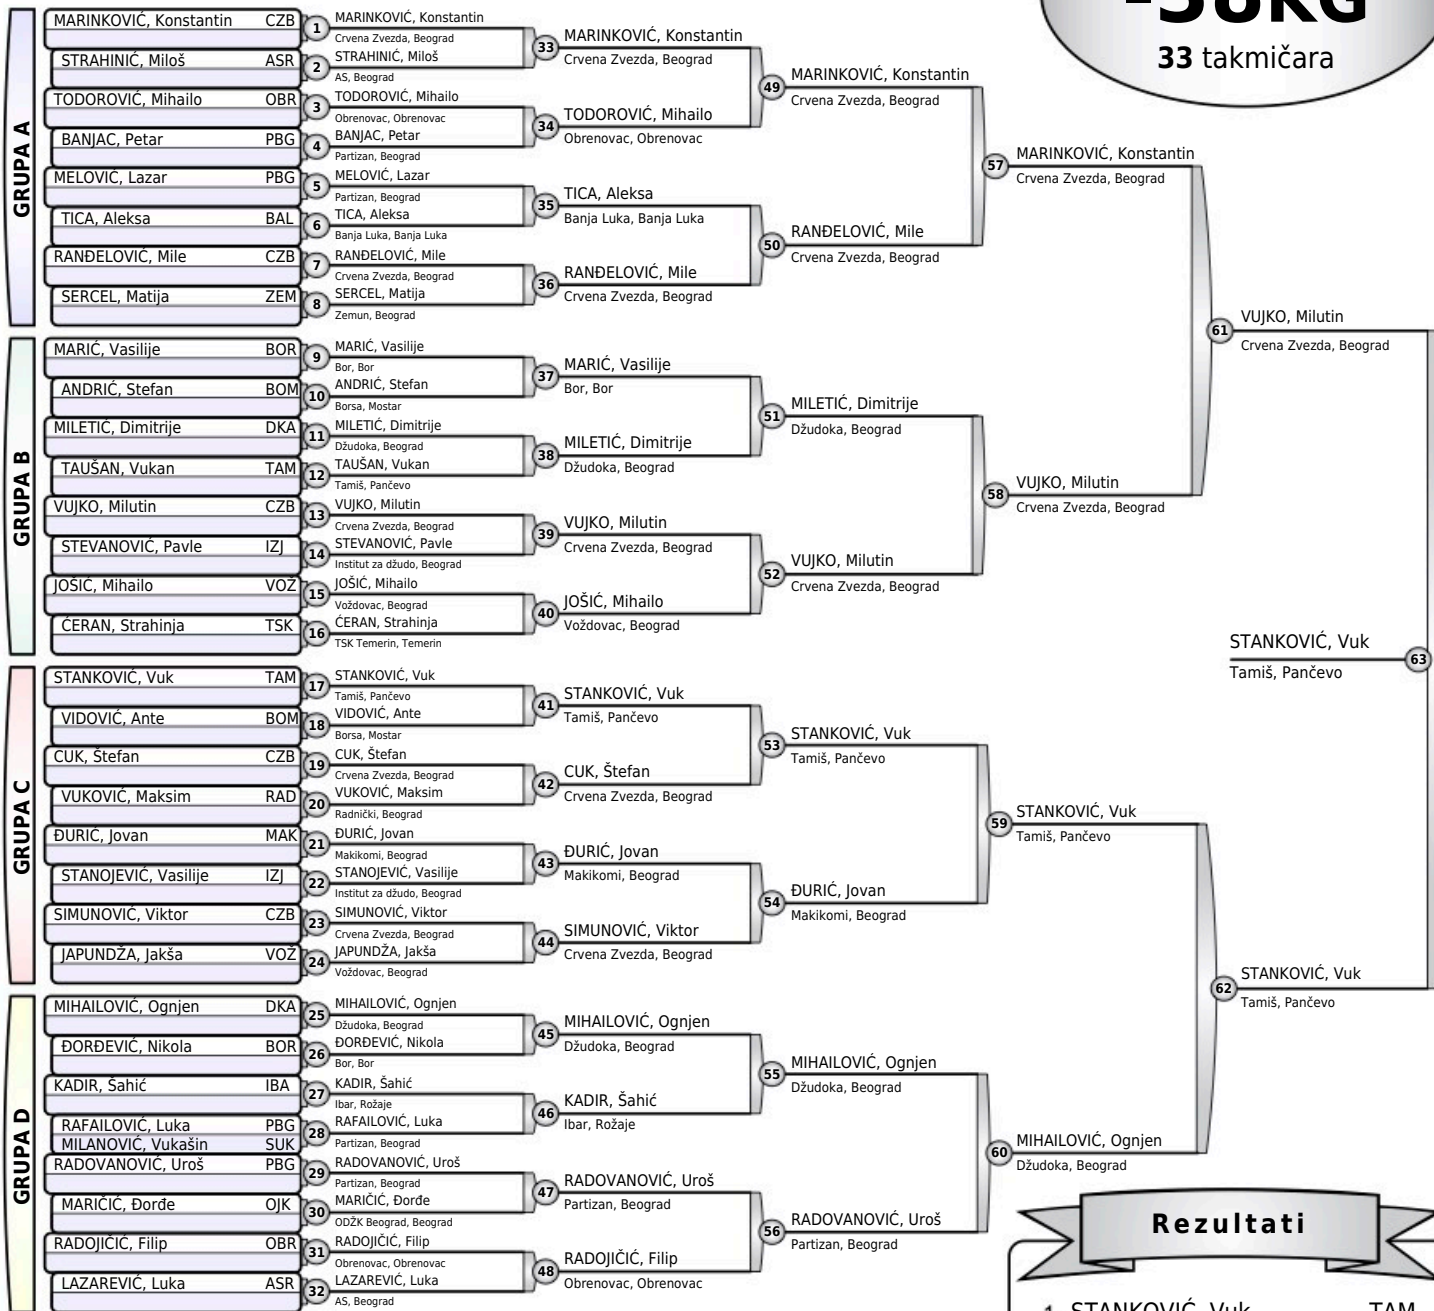 -50KG
33 takmičara
GRUPA A
MARINKOVIĆ, Konstantin CZB
STRAHINIĆ, Miloš ASR
TODOROVIĆ, Mihailo OBR
BANJAC, Petar PBG
MELOVIĆ, Lazar PBG
TICA, Aleksa BAL
RANĐELOVIĆ, Mile CZB
SERCEL, Matija ZEM
GRUPA B
MARIĆ, Vasilije BOR
ANDRIĆ, Stefan BOM
MILETIĆ, Dimitrije DKA
TAUŠAN, Vukan TAM
VUJKO, Milutin CZB
STEVANOVIĆ, Pavle IZJ
JOŠIĆ, Mihailo VOŽ
ĆERAN, Strahinja TSK
GRUPA C
STANKOVIĆ, Vuk TAM
VIDOVIĆ, Ante BOM
CUK, Štefan CZB
VUKOVIĆ, Maksim RAD
ĐURIĆ, Jovan MAK
STANOJEVIĆ, Vasilije IZJ
SIMUNOVIĆ, Viktor CZB
JAPUNDŽA, Jakša VOŽ
GRUPA D
MIHAILOVIĆ, Ognjen DKA
ĐORĐEVIĆ, Nikola BOR
KADIR, Šahić IBA
RAFAILOVIĆ, Luka PBG
MILANOVIĆ, Vukašin SUK
RADOVANOVIĆ, Uroš PBG
MARIČIĆ, Đorđe OJK
RADOJIČIĆ, Filip OBR
LAZAREVIĆ, Luka ASR
1 MARINKOVIĆ, Konstantin
Crvena Zvezda, Beograd
2 STRAHINIĆ, Miloš
AS, Beograd
3 TODOROVIĆ, Mihailo
Obrenovac, Obrenovac
4 BANJAC, Petar
Partizan, Beograd
5 MELOVIĆ, Lazar
Partizan, Beograd
6 TICA, Aleksa
Banja Luka, Banja Luka
7 RANĐELOVIĆ, Mile
Crvena Zvezda, Beograd
8 SERCEL, Matija
Zemun, Beograd
9 MARIĆ, Vasilije
Bor, Bor
10 ANDRIĆ, Stefan
Borsa, Mostar
11 MILETIĆ, Dimitrije
Džudoka, Beograd
12 TAUŠAN, Vukan
Tamiš, Pančevo
13 VUJKO, Milutin
Crvena Zvezda, Beograd
14 STEVANOVIĆ, Pavle
Institut za džudo, Beograd
15 JOŠIĆ, Mihailo
Voždovac, Beograd
16 ĆERAN, Strahinja
TSK Temerin, Temerin
17 STANKOVIĆ, Vuk
Tamiš, Pančevo
18 VIDOVIĆ, Ante
Borsa, Mostar
19 CUK, Štefan
Crvena Zvezda, Beograd
20 VUKOVIĆ, Maksim
Radnički, Beograd
21 ĐURIĆ, Jovan
Makikomi, Beograd
22 STANOJEVIĆ, Vasilije
Institut za džudo, Beograd
23 SIMUNOVIĆ, Viktor
Crvena Zvezda, Beograd
24 JAPUNDŽA, Jakša
Voždovac, Beograd
25 MIHAILOVIĆ, Ognjen
Džudoka, Beograd
26 ĐORĐEVIĆ, Nikola
Bor, Bor
27 KADIR, Šahić
Ibar, Rožaje
28 RAFAILOVIĆ, Luka
Partizan, Beograd
29 RADOVANOVIĆ, Uroš
Partizan, Beograd
30 MARIČIĆ, Đorđe
ODŽK Beograd, Beograd
31 RADOJIČIĆ, Filip
Obrenovac, Obrenovac
32 LAZAREVIĆ, Luka
AS, Beograd
33 MARINKOVIĆ, Konstantin
Crvena Zvezda, Beograd
34 TODOROVIĆ, Mihailo
Obrenovac, Obrenovac
35 TICA, Aleksa
Banja Luka, Banja Luka
36 RANĐELOVIĆ, Mile
Crvena Zvezda, Beograd
37 MARIĆ, Vasilije
Bor, Bor
38 MILETIĆ, Dimitrije
Džudoka, Beograd
39 VUJKO, Milutin
Crvena Zvezda, Beograd
40 JOŠIĆ, Mihailo
Voždovac, Beograd
41 STANKOVIĆ, Vuk
Tamiš, Pančevo
42 CUK, Štefan
Crvena Zvezda, Beograd
43 ĐURIĆ, Jovan
Makikomi, Beograd
44 SIMUNOVIĆ, Viktor
Crvena Zvezda, Beograd
45 MIHAILOVIĆ, Ognjen
Džudoka, Beograd
46 KADIR, Šahić
Ibar, Rožaje
47 RADOVANOVIĆ, Uroš
Partizan, Beograd
48 RADOJIČIĆ, Filip
Obrenovac, Obrenovac
49 MARINKOVIĆ, Konstantin
Crvena Zvezda, Beograd
50 RANĐELOVIĆ, Mile
Crvena Zvezda, Beograd
51 MILETIĆ, Dimitrije
Džudoka, Beograd
52 VUJKO, Milutin
Crvena Zvezda, Beograd
53 STANKOVIĆ, Vuk
Tamiš, Pančevo
54 ĐURIĆ, Jovan
Makikomi, Beograd
55 MIHAILOVIĆ, Ognjen
Džudoka, Beograd
56 RADOVANOVIĆ, Uroš
Partizan, Beograd
57 MARINKOVIĆ, Konstantin
Crvena Zvezda, Beograd
58 VUJKO, Milutin
Crvena Zvezda, Beograd
59 STANKOVIĆ, Vuk
Tamiš, Pančevo
60 MIHAILOVIĆ, Ognjen
Džudoka, Beograd
61 VUJKO, Milutin
Crvena Zvezda, Beograd
62 STANKOVIĆ, Vuk
Tamiš, Pančevo
STANKOVIĆ, Vuk 63
Tamiš, Pančevo
Rezultati
1 STANKOVIĆ, Vuk TAM